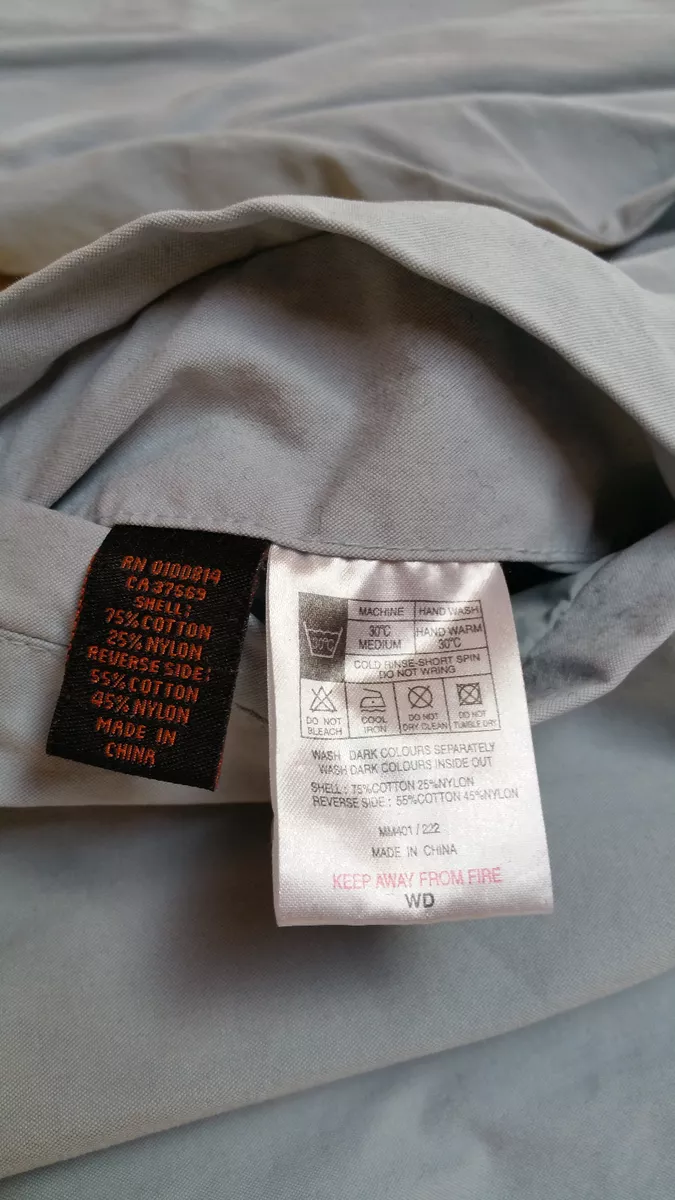 RN 0100814
CA 37569
SHELL:
75% COTTON
25% NYLON
REVERSE SIDE:
55% COTTON
45% NYLON
MADE IN
CHINA
MACHINE HAND WASH
30°C MEDIUM HAND WARM 30°C
30°C
COLD RINSE-SHORT SPIN
DO NOT WRING
DO NOT BLEACH
COOL IRON
DO NOT DRY CLEAN
DO NOT TUMBLE DRY
WASH DARK COLOURS SEPARATELY
WASH DARK COLOURS INSIDE OUT
SHELL : 75%COTTON 25%NYLON
REVERSE SIDE : 55%COTTON 45%NYLON
MM401 / 222
MADE IN CHINA
KEEP AWAY FROM FIRE
WD